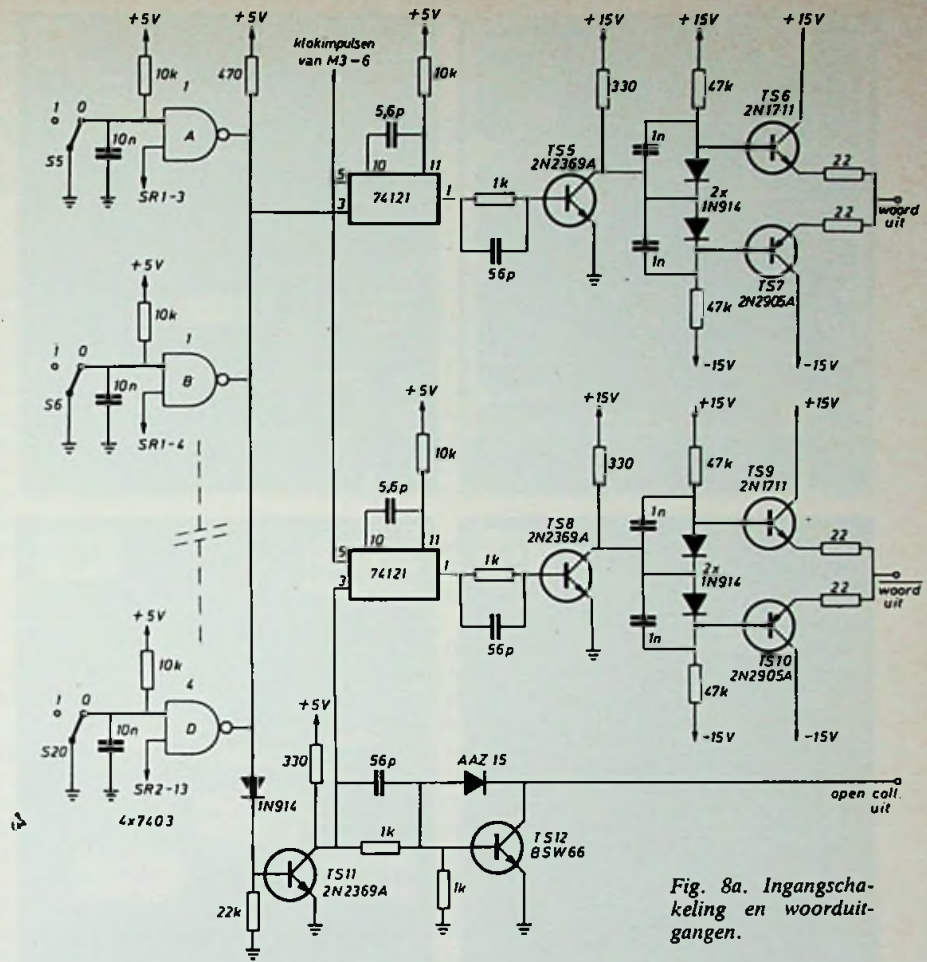 +5V
+5V
klokimpulsen
van M3-6
+5V
+15V
+15V
+15V
10k
470
10k
330
47k
TS6
2N1711
1 0
1
5,6p
1n
10n
A
10
11
TS5
2N2369A
22
S5
5
3
74121
1
1k
2x
1N914
woord
uit
SR1-3
56p
1n
22
+5V
TS7
2N2905A
10k
47k
1 0
1
-15V
-15V
10n
B
+5V
+15V
+15V
+15V
S6
SR1-4
10k
330
47k
TS9
2N1711
5,6p
1n
10
11
TS8
2N2369A
22
5
3
74121
1
1k
2x
1N914
woord
uit
56p
1n
22
+5V
TS10
2N2905A
10k
47k
1 0
4
+5V
-15V
-15V
10n
D
S20
330
56p
AAZ 15
SR2-13
open coll.
uit
4x7403
1N914
1k
TS12
BSW66
TS11
2N2369A
1k
22k
Fig. 8a. Ingangscha-
keling en woorduit-
gangen.